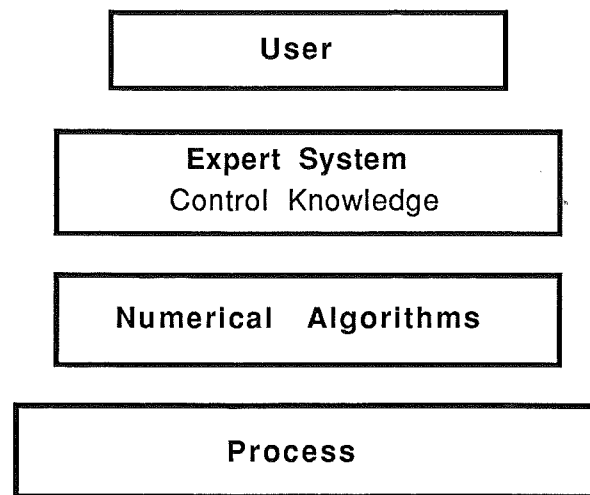 User
Expert System
Control Knowledge
Numerical Algorithms
Process